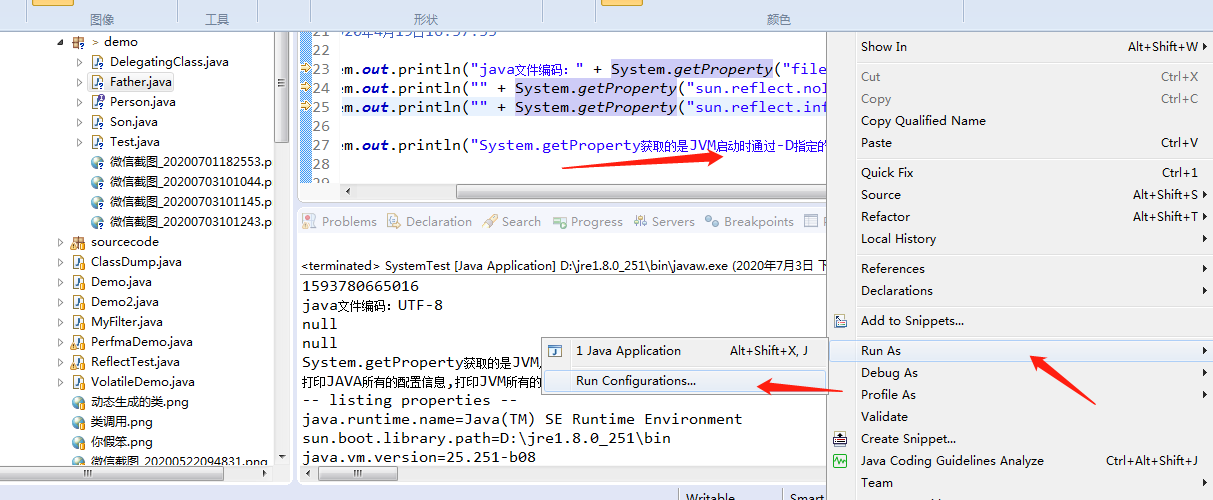 图像
工具
形状
颜色
> demo
DelegatingClass.java
Father.java
Person.java
Son.java
Test.java
微信截图_20200701182553.p
微信截图_20200703101044.p
微信截图_20200703101145.p
微信截图_20200703101243.p
sourcecode
ClassDump.java
Demo.java
Demo2.java
MyFilter.java
PerfmaDemo.java
ReflectTest.java
VolatileDemo.java
动态生成的类.png
类调用.png
你假笨.png
微信截图_20200522094831.png
21
22
23 em.out.println("java文件编码：" + System.getProperty("file
24 em.out.println("" + System.getProperty("sun.reflect.noI
25 em.out.println("" + System.getProperty("sun.reflect.inf
26
27 em.out.println("System.getProperty获取的是JVM启动时通过-D指定的
28
29
Problems Declaration Search Progress Servers Breakpoints
<terminated> SystemTest [Java Application] D:\jre1.8.0_251\bin\javaw.exe (2020年7月3日 下
1593780665016
java文件编码：UTF-8
null
null
System.getProperty获取的是JVM
打印JAVA所有的配置信息,打印JVM所有的
-- listing properties --
java.runtime.name=Java(TM) SE Runtime Environment
sun.boot.library.path=D:\jre1.8.0_251\bin
java.vm.version=25.251-b08
1 Java Application Alt+Shift+X, J
Run Configurations...
Show In Alt+Shift+W
Cut Ctrl+X
Copy Ctrl+C
Copy Qualified Name
Paste Ctrl+V
Quick Fix Ctrl+1
Source Alt+Shift+S
Refactor Alt+Shift+T
Local History
References
Declarations
Add to Snippets...
Run As
Debug As
Profile As
Validate
Create Snippet...
Java Coding Guidelines Analyze Ctrl+Alt+Shift+J
Team
Writable
Smart